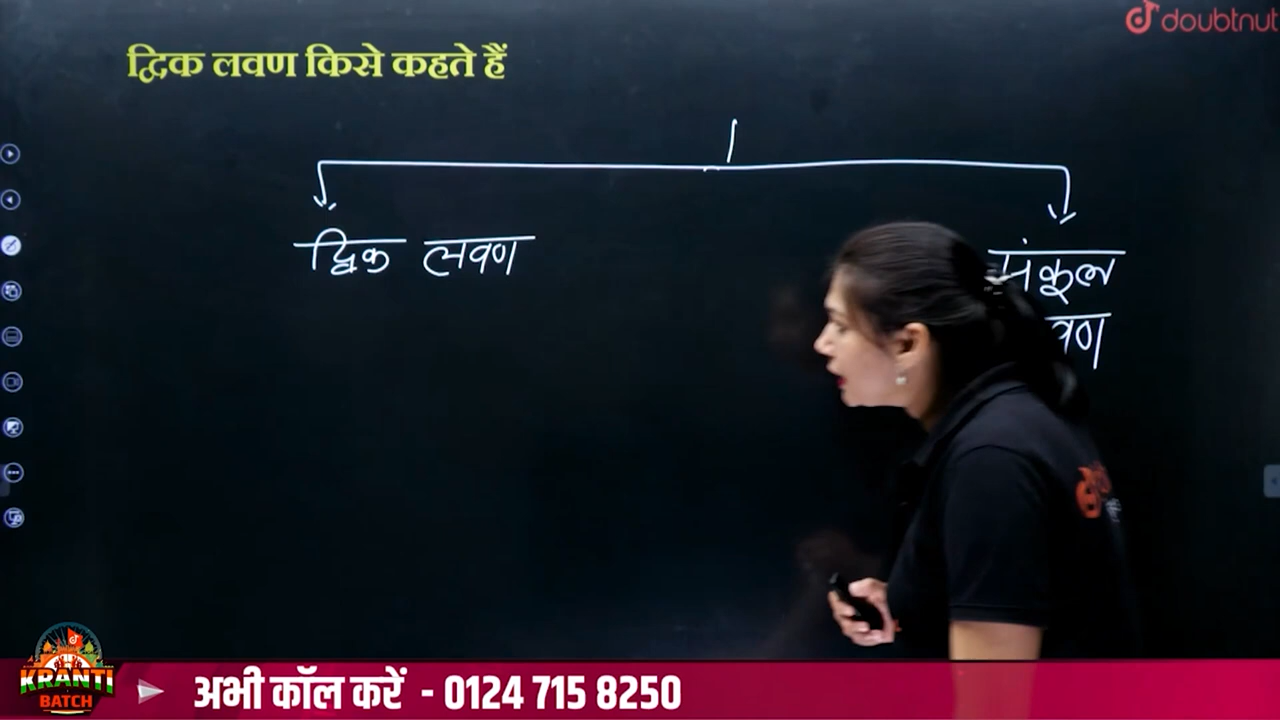 doubtnut
द्विक लवण किसे कहते हैं
द्विक लवण
संकुल
KRANTI
BATCH
अभी कॉल करें - 0124 715 8250